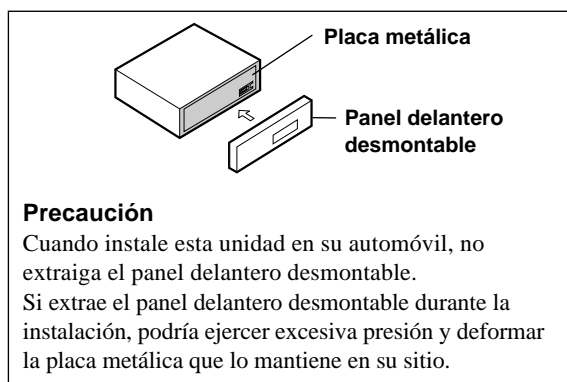 Placa metálica
Panel delantero
desmontable
Precaución
Cuando instale esta unidad en su automóvil, no
extraiga el panel delantero desmontable.
Si extrae el panel delantero desmontable durante la
instalación, podría ejercer excesiva presión y deformar
la placa metálica que lo mantiene en su sitio.